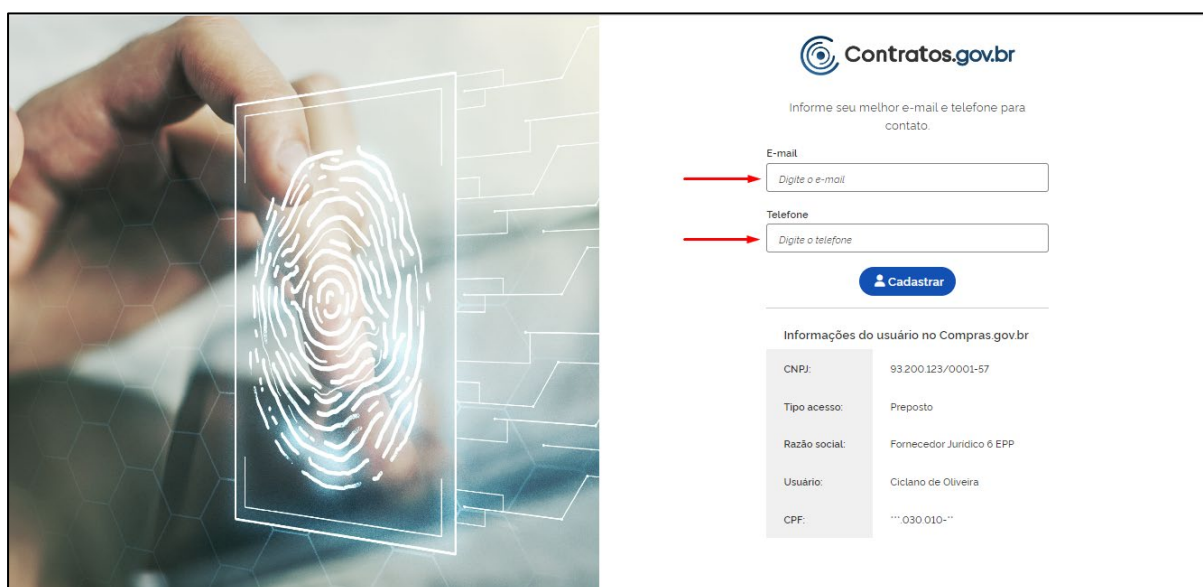 Contratos.gov.br
Informe seu melhor e-mail e telefone para
contato.
E-mail
Digite o e-mail
Telefone
Digite o telefone
Cadastrar
Informações do usuário no Compras.gov.br
CNPJ: 93.200.123/0001-57
Tipo acesso: Preposto
Razão social: Fornecedor Jurídico 6 EPP
Usuário: Ciclano de Oliveira
CPF: ***.030.010-**